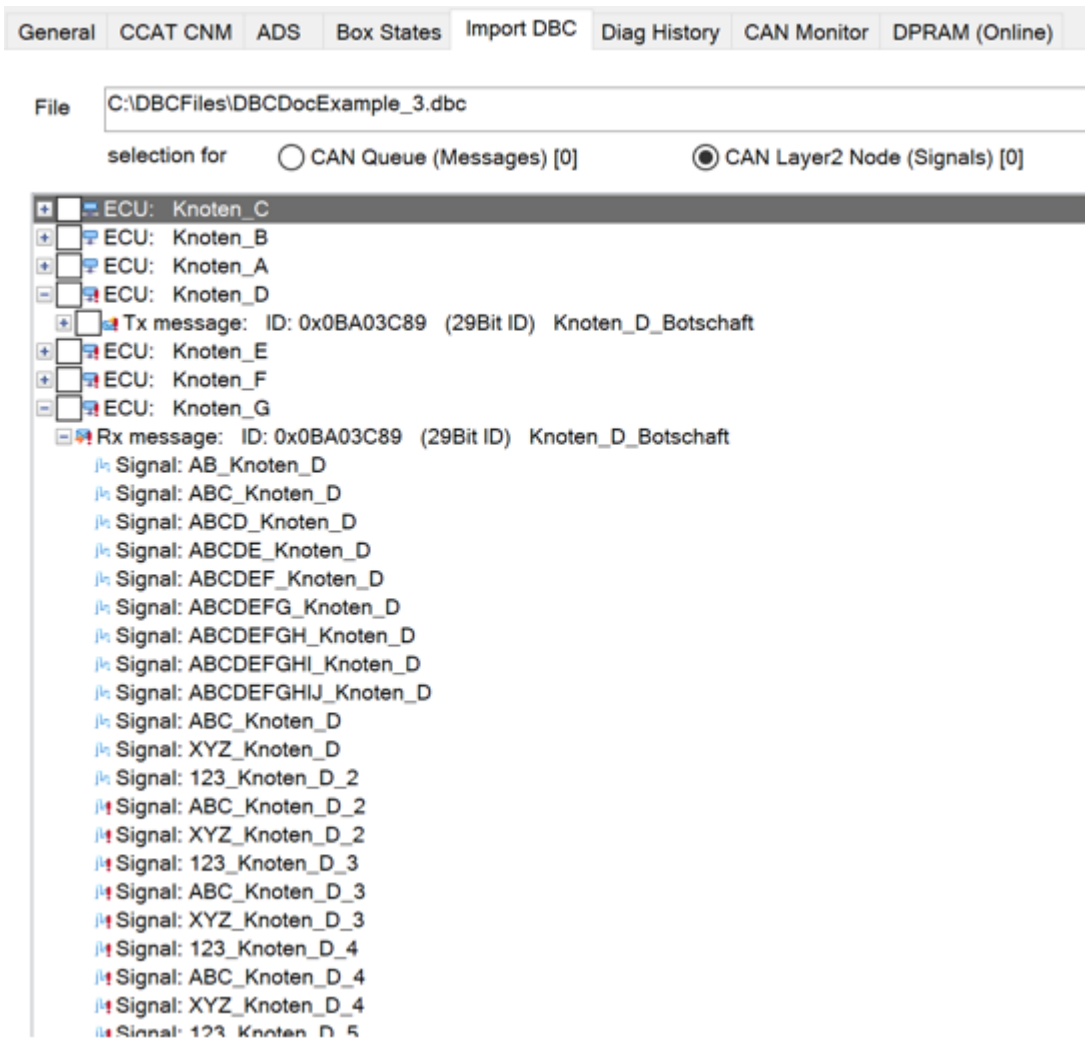 General CCAT CNM ADS Box States Import DBC Diag History CAN Monitor DPRAM (Online)
File C:\DBCFiles\DBCDocExample_3.dbc
selection for CAN Queue (Messages) [0] CAN Layer2 Node (Signals) [0]
ECU: Knoten_C
ECU: Knoten_B
ECU: Knoten_A
ECU: Knoten_D
Tx message: ID: 0x0BA03C89 (29Bit ID) Knoten_D_Botschaft
ECU: Knoten_E
ECU: Knoten_F
ECU: Knoten_G
Rx message: ID: 0x0BA03C89 (29Bit ID) Knoten_D_Botschaft
Signal: AB_Knoten_D
Signal: ABC_Knoten_D
Signal: ABCD_Knoten_D
Signal: ABCDE_Knoten_D
Signal: ABCDEF_Knoten_D
Signal: ABCDEFG_Knoten_D
Signal: ABCDEFGH_Knoten_D
Signal: ABCDEFGHI_Knoten_D
Signal: ABCDEFGHIJ_Knoten_D
Signal: ABC_Knoten_D
Signal: XYZ_Knoten_D
Signal: 123_Knoten_D_2
Signal: ABC_Knoten_D_2
Signal: XYZ_Knoten_D_2
Signal: 123_Knoten_D_3
Signal: ABC_Knoten_D_3
Signal: XYZ_Knoten_D_3
Signal: 123_Knoten_D_4
Signal: ABC_Knoten_D_4
Signal: XYZ_Knoten_D_4
Signal: 123_Knoten_D_5